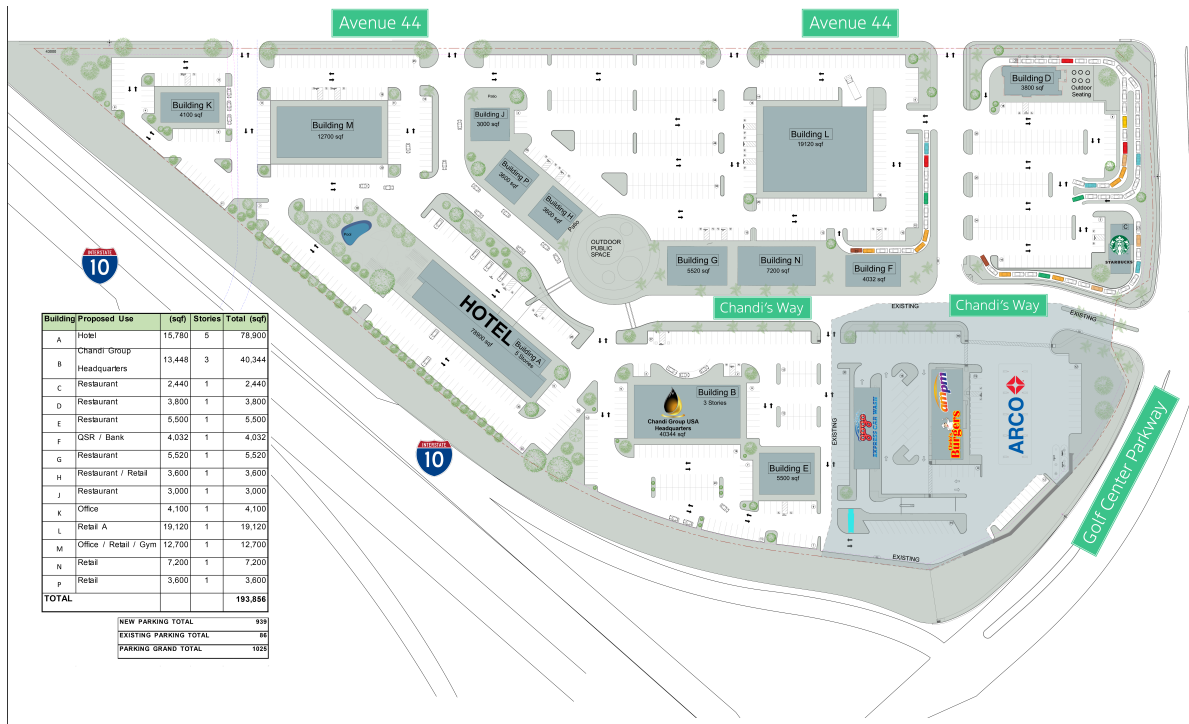 Avenue 44
Avenue 44
Building K
4100 sqf
Building M
12700 sqf
Patio
Building J
3000 sqf
Building P
3600 sqf
Building H
3600 sqf
Patio
Building L
19120 sqf
Building D
3800 sqf
Outdoor
Seating
C
STARBUCKS
OUTDOOR
PUBLIC
SPACE
Building G
5520 sqf
Building N
7200 sqf
Building F
4032 sqf
Pool
HOTEL
78900 sqf
Building A
5 Stories
INTERSTATE
10
INTERSTATE
10
Chandi's Way
Chandi's Way
EXISTING
EXISTING
EXISTING
EXISTING
Building B
3 Stories
Chandi Group USA
Headquarters
40344 sqf
Building E
5500 sqf
EXPRESS CAR WASH
ampm
Burgers
ARCO
Golf Center Parkway
Building Proposed Use (sqf) Stories Total (sqf)
A Hotel 15,780 5 78,900
B Chandi Group Headquarters 13,448 3 40,344
C Restaurant 2,440 1 2,440
D Restaurant 3,800 1 3,800
E Restaurant 5,500 1 5,500
F QSR / Bank 4,032 1 4,032
G Restaurant 5,520 1 5,520
H Restaurant / Retail 3,600 1 3,600
J Restaurant 3,000 1 3,000
K Office 4,100 1 4,100
L Retail A 19,120 1 19,120
M Office / Retail / Gym 12,700 1 12,700
N Retail 7,200 1 7,200
P Retail 3,600 1 3,600
TOTAL 193,856
NEW PARKING TOTAL 939
EXISTING PARKING TOTAL 86
PARKING GRAND TOTAL 1025